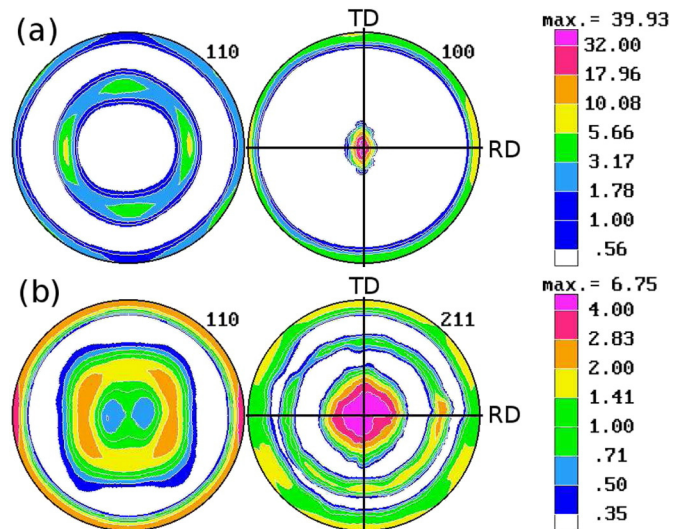 (a)
110
TD
100
RD
max.= 39.93
32.00
17.96
10.08
5.66
3.17
1.78
1.00
.56
(b)
110
TD
211
RD
max.= 6.75
4.00
2.83
2.00
1.41
1.00
.71
.50
.35